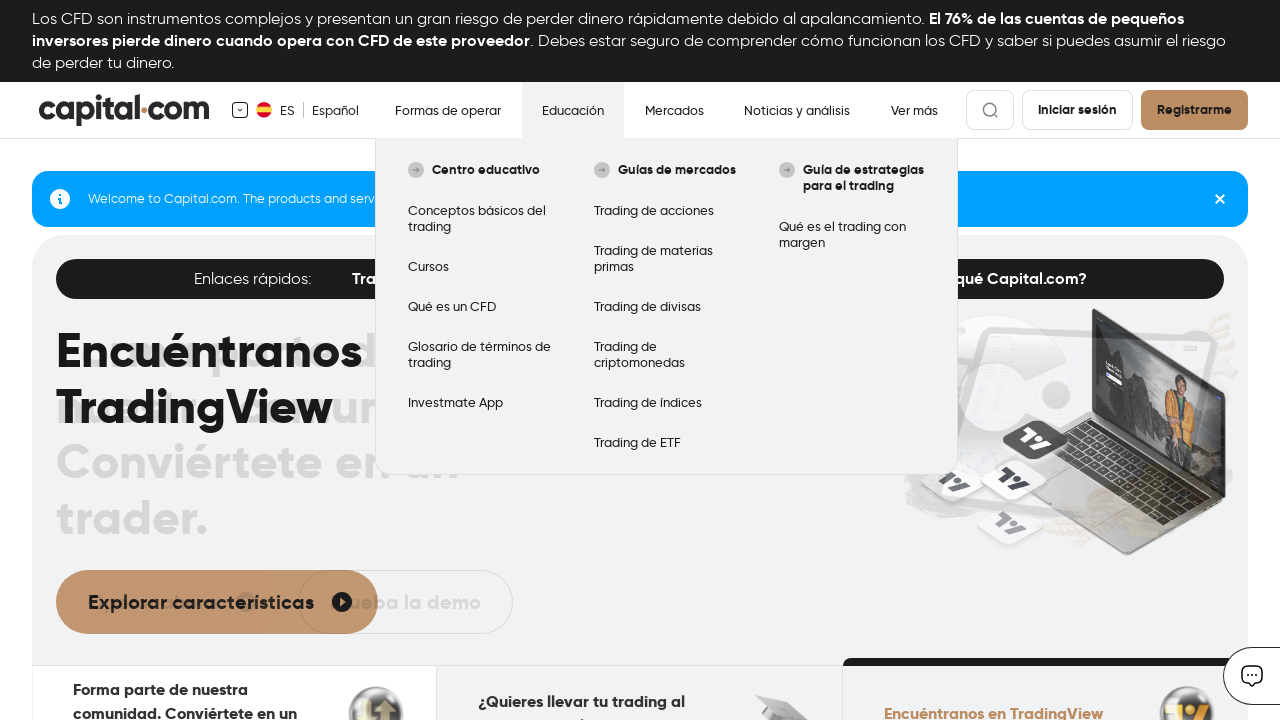 Los CFD son instrumentos complejos y presentan un gran riesgo de perder dinero rápidamente debido al apalancamiento. El 76% de las cuentas de pequeños
inversores pierde dinero cuando opera con CFD de este proveedor. Debes estar seguro de comprender cómo funcionan los CFD y saber si puedes asumir el riesgo
de perder tu dinero.
capital.com
ES Español
Formas de operar
Educación
Mercados
Noticias y análisis
Ver más
Iniciar sesión
Registrarme
Centro educativo
Conceptos básicos del
trading
Cursos
Qué es un CFD
Glosario de términos de
trading
Investmate App
Guías de mercados
Trading de acciones
Trading de materias
primas
Trading de divisas
Trading de
criptomonedas
Trading de índices
Trading de ETF
Guía de estrategias
para el trading
Qué es el trading con
margen
Welcome to Capital.com. The products and serv
Enlaces rápidos:
Tra
qué Capital.com?
Encuéntranos
TradingView
Conviértete en un
trader.
Explorar características
Prueba la demo
Forma parte de nuestra
comunidad. Conviértete en un
¿Quieres llevar tu trading al
Encuéntranos en TradingView